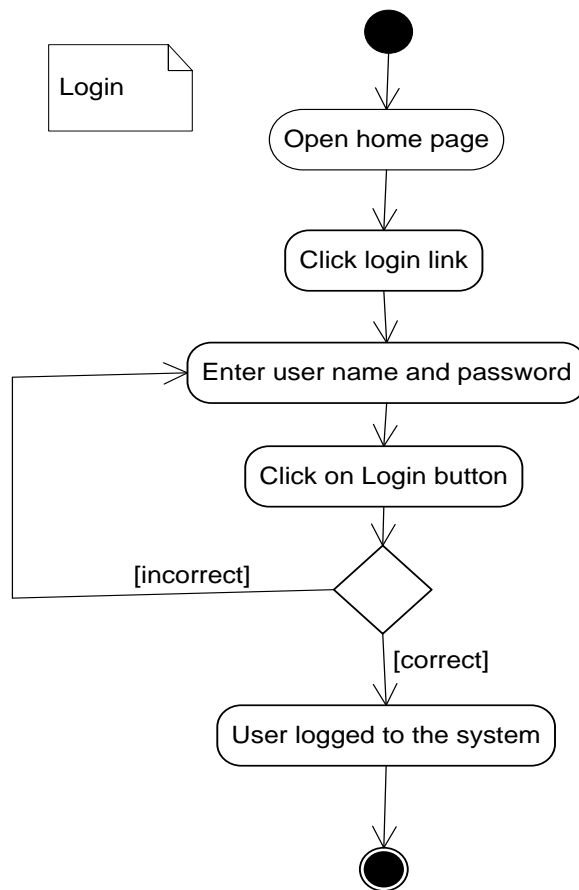 Login
Open home page
Click login link
Enter user name and password
Click on Login button
[incorrect]
[correct]
User logged to the system